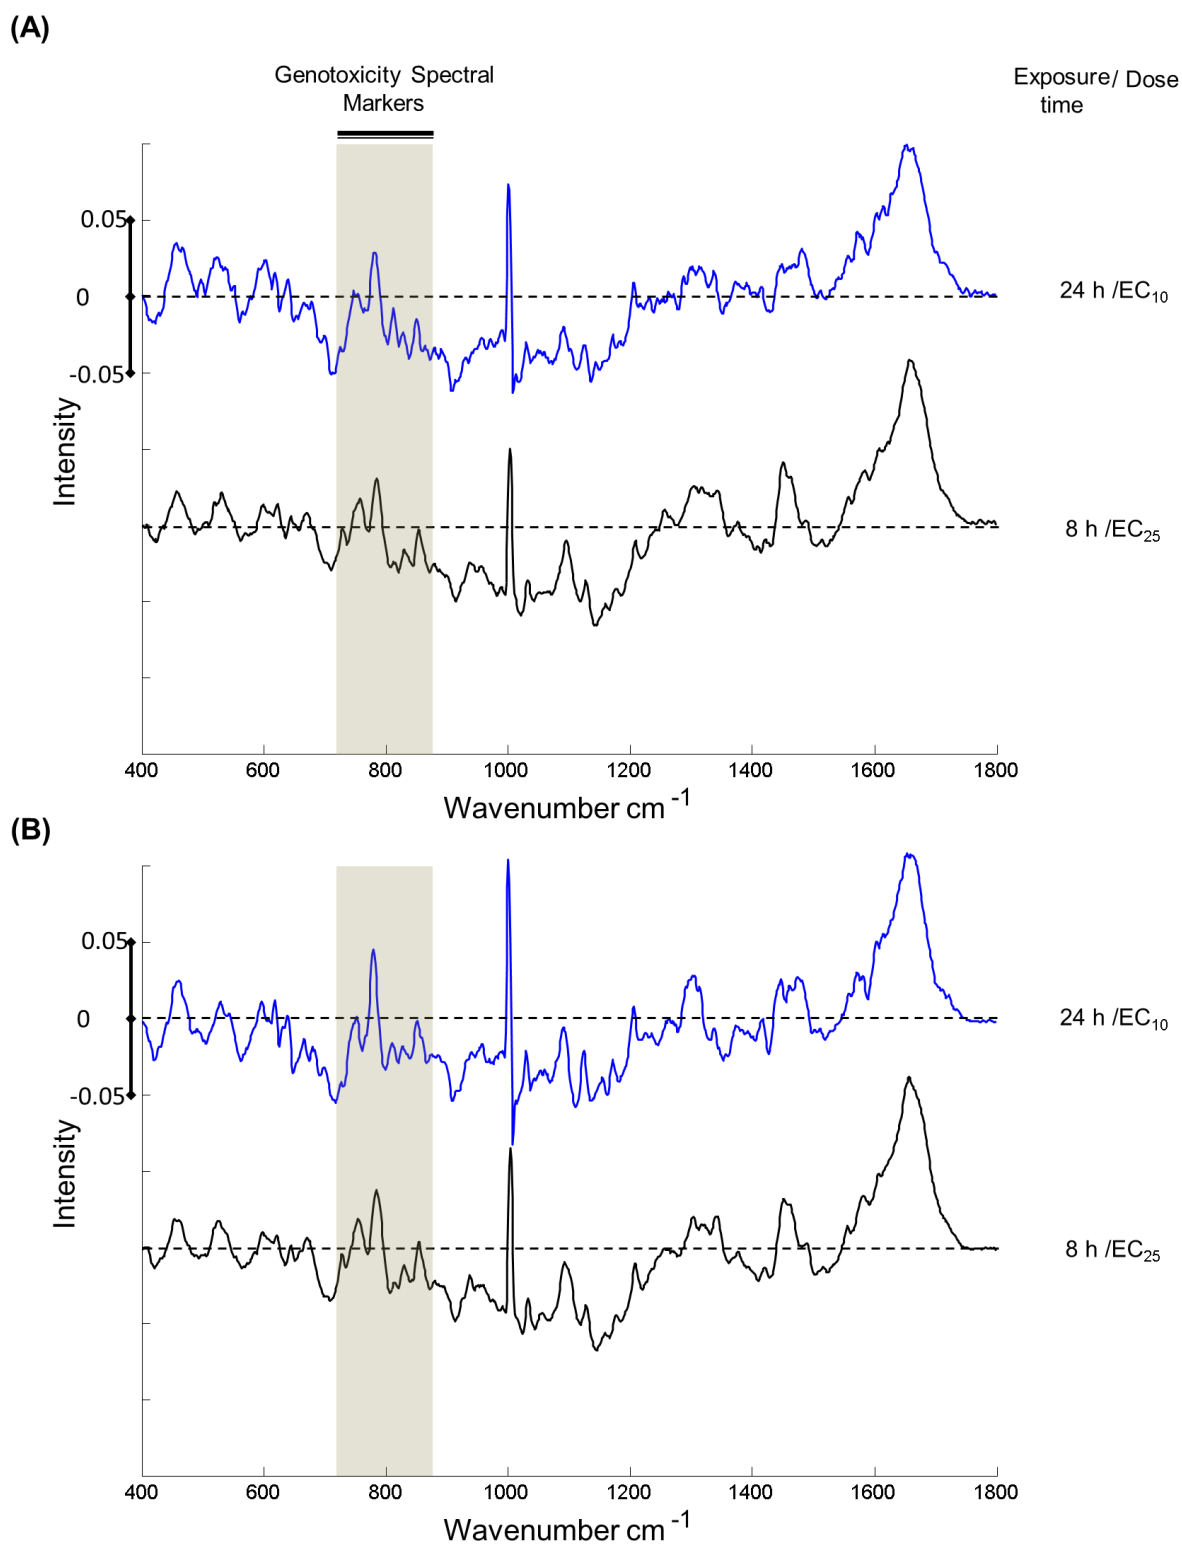 (A)
Genotoxicity Spectral
Markers
Exposure/ Dose
time
0.05
0
-0.05
Intensity
24 h /EC10
8 h /EC25
400 600 800 1000 1200 1400 1600 1800
Wavenumber cm-1
(B)
0.05
0
-0.05
Intensity
24 h /EC10
8 h /EC25
400 600 800 1000 1200 1400 1600 1800
Wavenumber cm-1